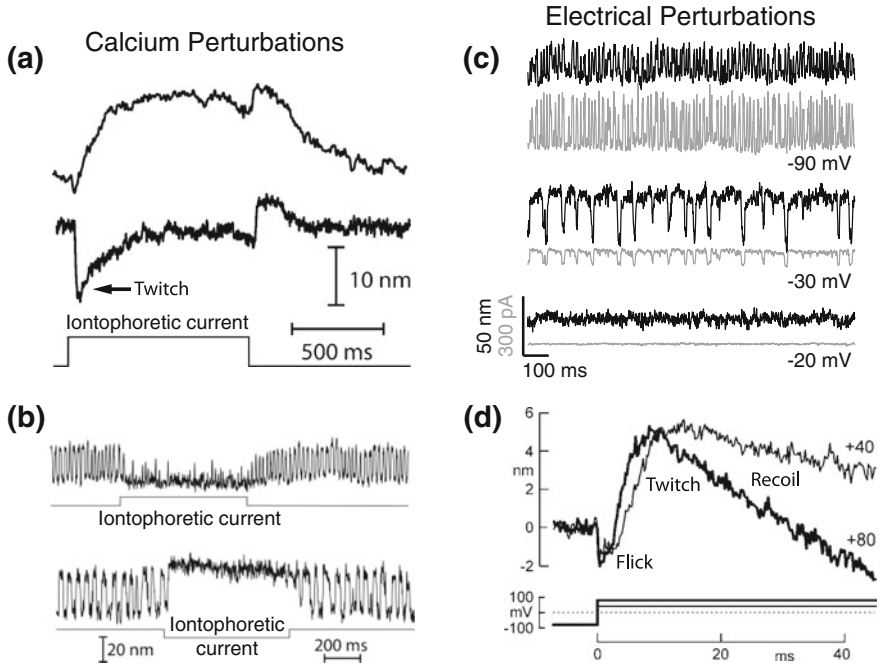 Calcium Perturbations
(a)
Twitch
10 nm
Iontophoretic current
500 ms
(b)
Iontophoretic current
Iontophoretic
current
20 nm
200 ms
Electrical Perturbations
(c)
-90 mV
-30 mV
-20 mV
50 nm
300 pA
100 ms
(d)
6
4
nm
2
0
-2
+40
Recoil
Twitch
+80
Flick
100
mV
-100
0
20
ms
40